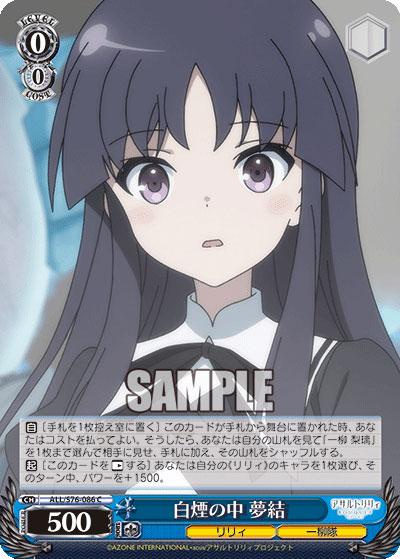 LEVEL
0
0
COST
SAMPLE
自［手札を1枚控え室に置く］このカードが手札から舞台に置かれた時、あな
たはコストを払ってよい。そうしたら、あなたは自分の山札を見て「一柳 梨璃」
を1枚まで選んで相手に見せ、手札に加え、その山札をシャッフルする。
起［このカードを する］あなたは自分の《リリィ》のキャラを1枚選び、そ
のターン中、パワーを+1500。
CH ALL/S76-086 C
500
白煙の中 夢結
アサルトリリィ
リリィ 一柳隊
©AZONE INTERNATIONAL・acus/アサルトリリィプロジェクト